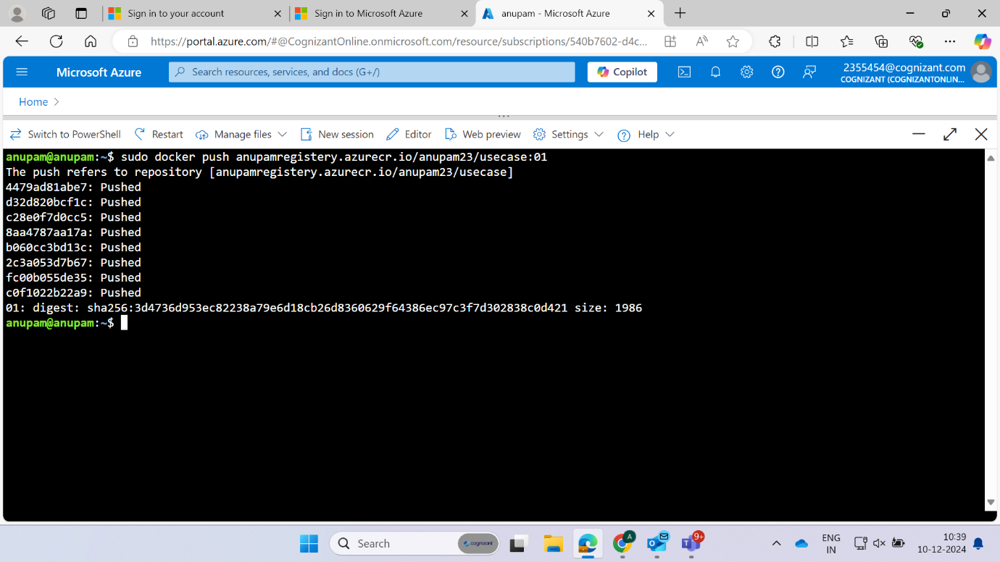 Sign in to your account
Sign in to Microsoft Azure
anupam - Microsoft Azure
https://portal.azure.com/#@CognizantOnline.onmicrosoft.com/resource/subscriptions/540b7602-d4c...
Microsoft Azure
Search resources, services, and docs (G+/)
Copilot
2355454@cognizant.com
COGNIZANT (COGNIZANTONLIN...
Home >
Switch to PowerShell
Restart
Manage files
New session
Editor
Web preview
Settings
Help
anupam@anupam:~$ sudo docker push anupamregistery.azurecr.io/anupam23/usecase:01
The push refers to repository [anupamregistery.azurecr.io/anupam23/usecase]
4479ad81abe7: Pushed
d32d820bcf1c: Pushed
c28e0f7d0cc5: Pushed
8aa4787aa17a: Pushed
b060cc3bd13c: Pushed
2c3a053d7b67: Pushed
fc00b055de35: Pushed
c0f1022b22a9: Pushed
01: digest: sha256:3d4736d953ec82238a79e6d18cb26d8360629f64386ec97c3f7d302838c0d421 size: 1986
anupam@anupam:~$
Search
cognizant
A
9+
ENG
IN
10:39
10-12-2024